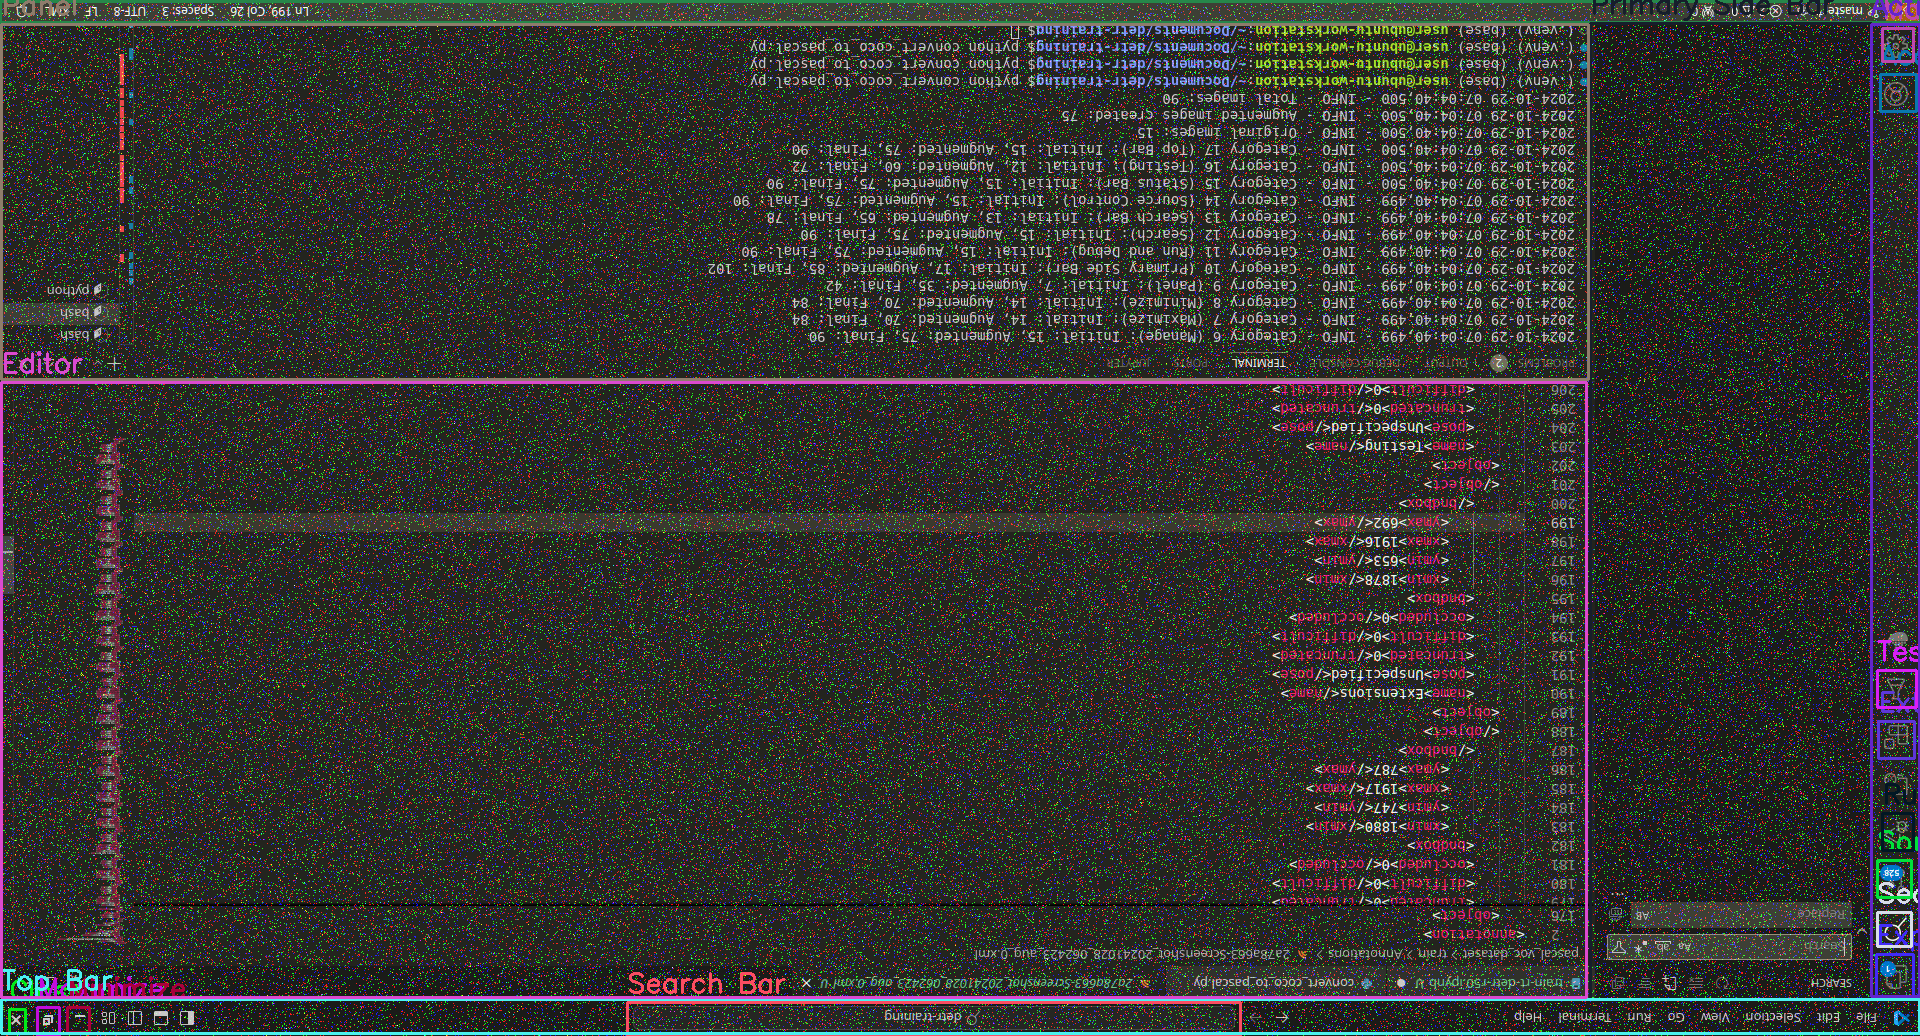 File Edit Selection View Go Run Terminal Help
detr-training
SEARCH
Search
Aa
Replace
AB
1
528
train-rt-detr-r50.ipynb U
convert_coco_to_pascal.py
pascal_voc_dataset > train > Annotations >
2 <annotation>
176 <object>
180 <difficult>0</difficult>
181 <occluded>0</occluded>
182 <bndbox>
183 <xmin>1880</xmin>
184 <ymin>747</ymin>
185 <xmax>1917</xmax>
186 <ymax>787</ymax>
187 </bndbox>
188 </object>
189 <object>
190 <name>Extensions</name>
191 <pose>Unspecified</pose>
192 <truncated>0</truncated>
193 <difficult>0</difficult>
194 <occluded>0</occluded>
195 <bndbox>
196 <xmin>1878</xmin>
197 <ymin>653</ymin>
198 <xmax>1916</xmax>
199 <ymax>692</ymax>
200 </bndbox>
201 </object>
202 <object>
203 <name>Testing</name>
204 <pose>Unspecified</pose>
205 <truncated>0</truncated>
206 <difficult>0</difficult>
PROBLEMS 2 OUTPUT DEBUG CONSOLE TERMINAL PORTS JUPYTER
2024-10-29 07:04:40,499 - INFO - Category 6 (Manage): Initial: 15, Augmented: 75, Final: 90
2024-10-29 07:04:40,499 - INFO - Category 7 (Maximize): Initial: 14, Augmented: 70, Final: 84
2024-10-29 07:04:40,499 - INFO - Category 8 (Minimize): Initial: 14, Augmented: 70, Final: 84
2024-10-29 07:04:40,499 - INFO - Category 9 (Panel): Initial: 7, Augmented: 35, Final: 42
2024-10-29 07:04:40,499 - INFO - Category 10 (Primary Side Bar): Initial: 17, Augmented: 85, Final: 102
2024-10-29 07:04:40,499 - INFO - Category 11 (Run and Debug): Initial: 15, Augmented: 75, Final: 90
2024-10-29 07:04:40,499 - INFO - Category 12 (Search): Initial: 15, Augmented: 75, Final: 90
2024-10-29 07:04:40,499 - INFO - Category 13 (Search Bar): Initial: 13, Augmented: 65, Final: 78
2024-10-29 07:04:40,499 - INFO - Category 14 (Source Control): Initial: 15, Augmented: 75, Final: 90
2024-10-29 07:04:40,500 - INFO - Category 15 (Status Bar): Initial: 15, Augmented: 75, Final: 90
2024-10-29 07:04:40,500 - INFO - Category 16 (Testing): Initial: 12, Augmented: 60, Final: 72
2024-10-29 07:04:40,500 - INFO - Category 17 (Top Bar): Initial: 15, Augmented: 75, Final: 90
2024-10-29 07:04:40,500 - INFO - Original images: 15
2024-10-29 07:04:40,500 - INFO - Augmented images created: 75
2024-10-29 07:04:40,500 - INFO - Total images: 90
(.venv) (base) user@ubuntu-workstation:~/Documents/detr-training$ python convert_coco_to_pascal.py
(.venv) (base) user@ubuntu-workstation:~/Documents/detr-training$ python convert_coco_to_pascal.py
(.venv) (base) user@ubuntu-workstation:~/Documents/detr-training$ python convert_coco_to_pascal.py
(.venv) (base) user@ubuntu-workstation:~/Documents/detr-training$
bash
bash
python
Ln 199, Col 26 Spaces: 3 UTF-8 LF
Panel
Primary Side Bar
Editor
Top Bar
Search Bar
Tes